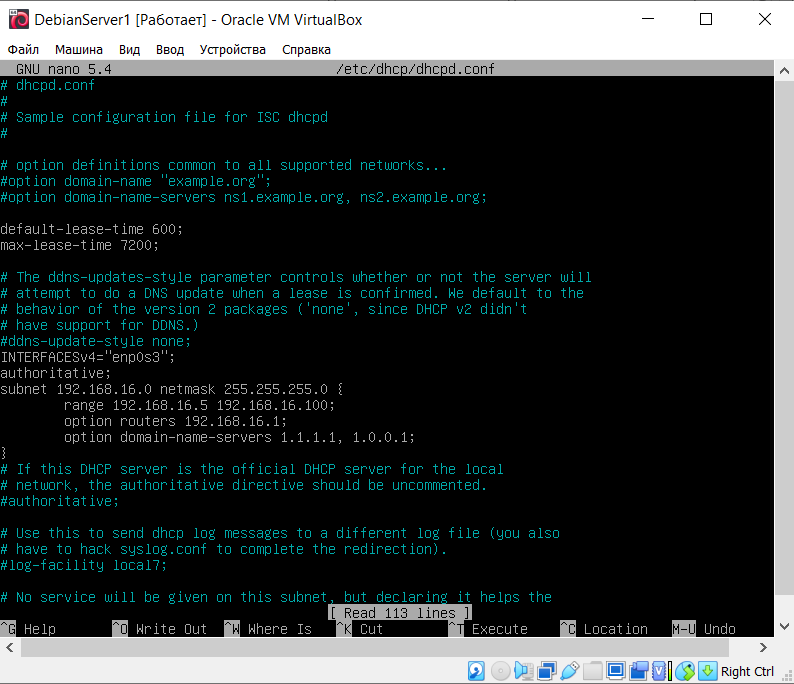 DebianServer1 [Работает] - Oracle VM VirtualBox
Файл Машина Вид Ввод Устройства Справка
GNU nano 5.4 /etc/dhcp/dhcpd.conf
# dhcpd.conf
#
# Sample configuration file for ISC dhcpd
#
# option definitions common to all supported networks...
#option domain-name "example.org";
#option domain-name-servers ns1.example.org, ns2.example.org;
default-lease-time 600;
max-lease-time 7200;
# The ddns-updates-style parameter controls whether or not the server will
# attempt to do a DNS update when a lease is confirmed. We default to the
# behavior of the version 2 packages ('none', since DHCP v2 didn't
# have support for DDNS.)
#ddns-update-style none;
INTERFACESv4="enp0s3";
authoritative;
subnet 192.168.16.0 netmask 255.255.255.0 {
range 192.168.16.5 192.168.16.100;
option routers 192.168.16.1;
option domain-name-servers 1.1.1.1, 1.0.0.1;
}
# If this DHCP server is the official DHCP server for the local
# network, the authoritative directive should be uncommented.
#authoritative;
# Use this to send dhcp log messages to a different log file (you also
# have to hack syslog.conf to complete the redirection).
#log-facility local7;
# No service will be given on this subnet, but declaring it helps the
[ Read 113 lines ]
^G Help ^O Write Out ^W Where Is ^K Cut ^T Execute ^C Location M-U Undo
Right Ctrl